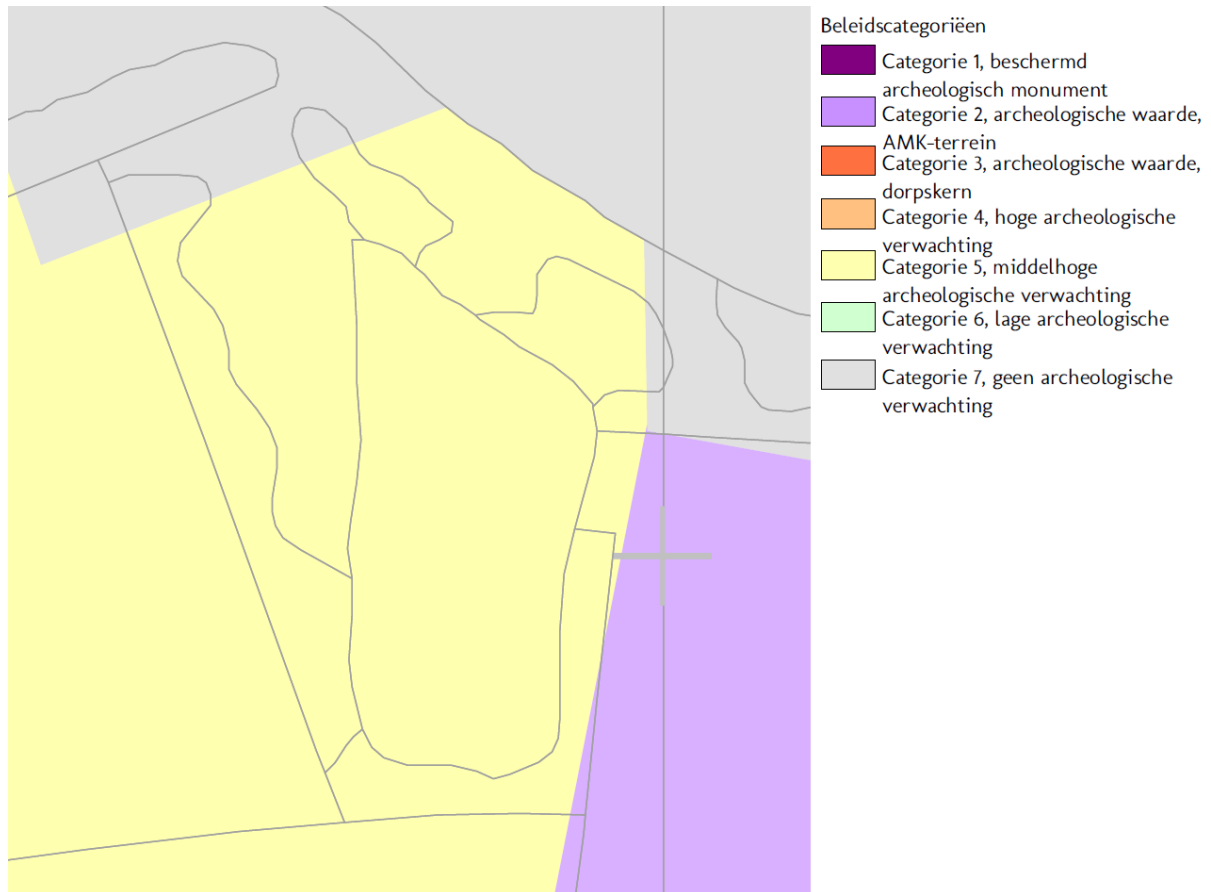 Beleidscategorieën
Categorie 1, beschermd
archeologisch monument
Categorie 2, archeologische waarde,
AMK-terrein
Categorie 3, archeologische waarde,
dorpskern
Categorie 4, hoge archeologische
verwachting
Categorie 5, middelhoge
archeologische verwachting
Categorie 6, lage archeologische
verwachting
Categorie 7, geen archeologische
verwachting